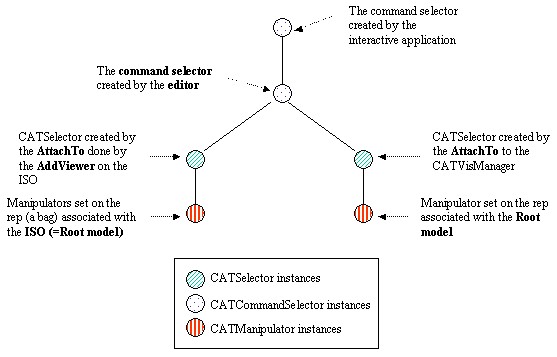 The command selector
created by the
interactive application
The command selector
created by the editor
CATSelector created by
the AttachTo done by
the AddViewer on the
ISO
CATSelector created
by the AttachTo to the
CATVisManager
Manipulators set on the
rep (a bag) associated with
the ISO (=Root model)
Manipulator set on the rep
associated with the Root
model
CATSelector instances
CATCommandSelector instances
CATManipulator instances